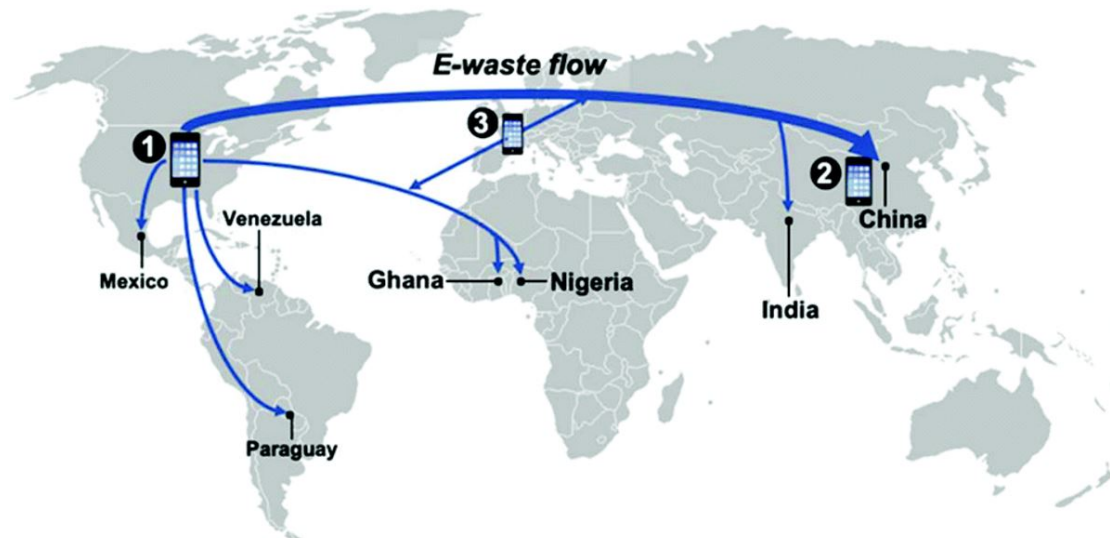 E-waste flow
1
3
2
Venezuela
China
Mexico
Ghana
Nigeria
India
Paraguay